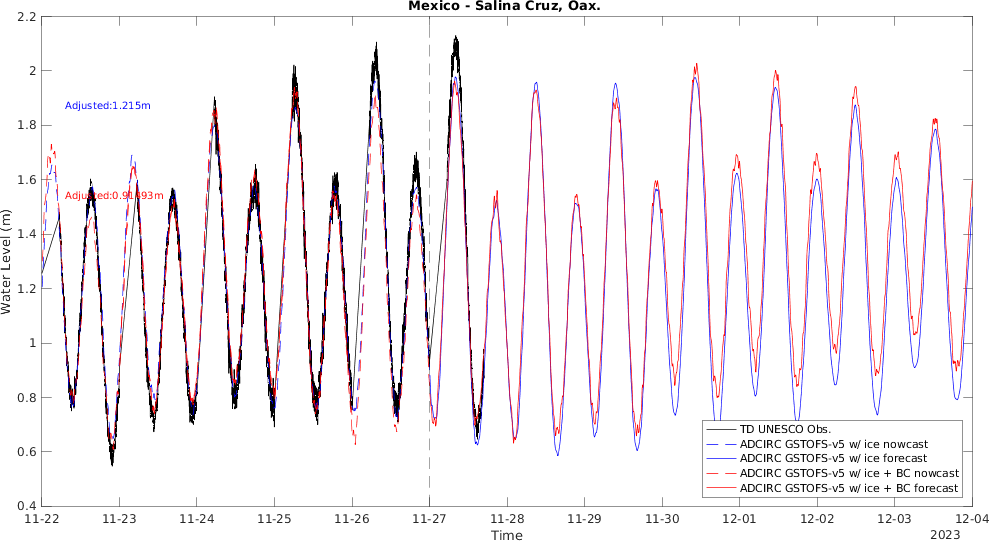 Mexico - Salina Cruz, Oax.
2.2
2
1.8
1.6
1.4
1.2
1
0.8
0.6
0.4
Water Level (m)
Adjusted:1.215m
TD UNESCO Obs.
ADCIRC GSTOFS-v5 w/ ice nowcast
ADCIRC GSTOFS-v5 w/ ice forecast
ADCIRC GSTOFS-v5 w/ ice + BC nowcast
ADCIRC GSTOFS-v5 w/ ice + BC forecast
11-22 11-23 11-24 11-25 11-26 11-27 11-28 11-29 11-30 12-01 12-02 12-03 12-04
Time
2023